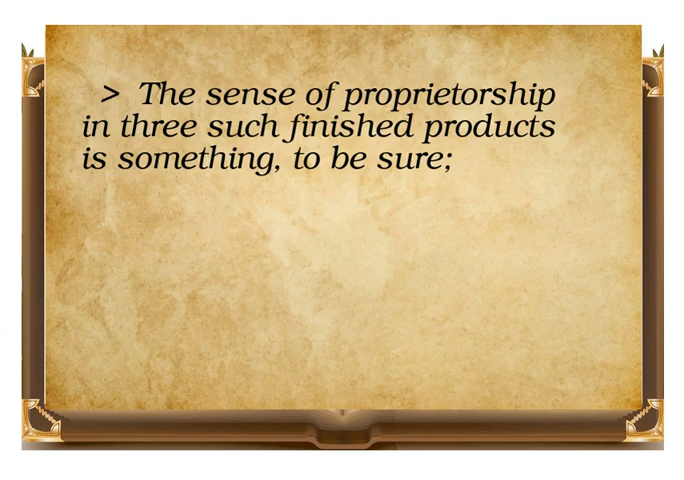 > The sense of proprietorship
in three such finished products
is something, to be sure;